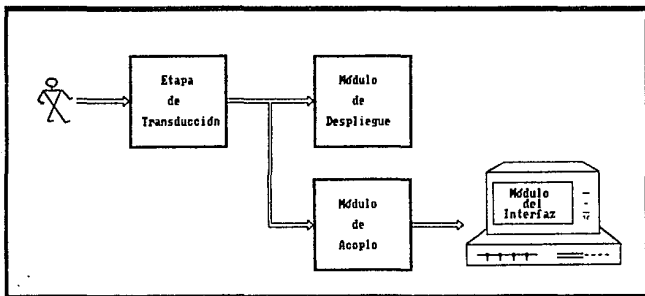 Etapa
de
Transducción
Módulo
de
Despliegue
Módulo
de
Acoplo
Módulo
del
Interfaz